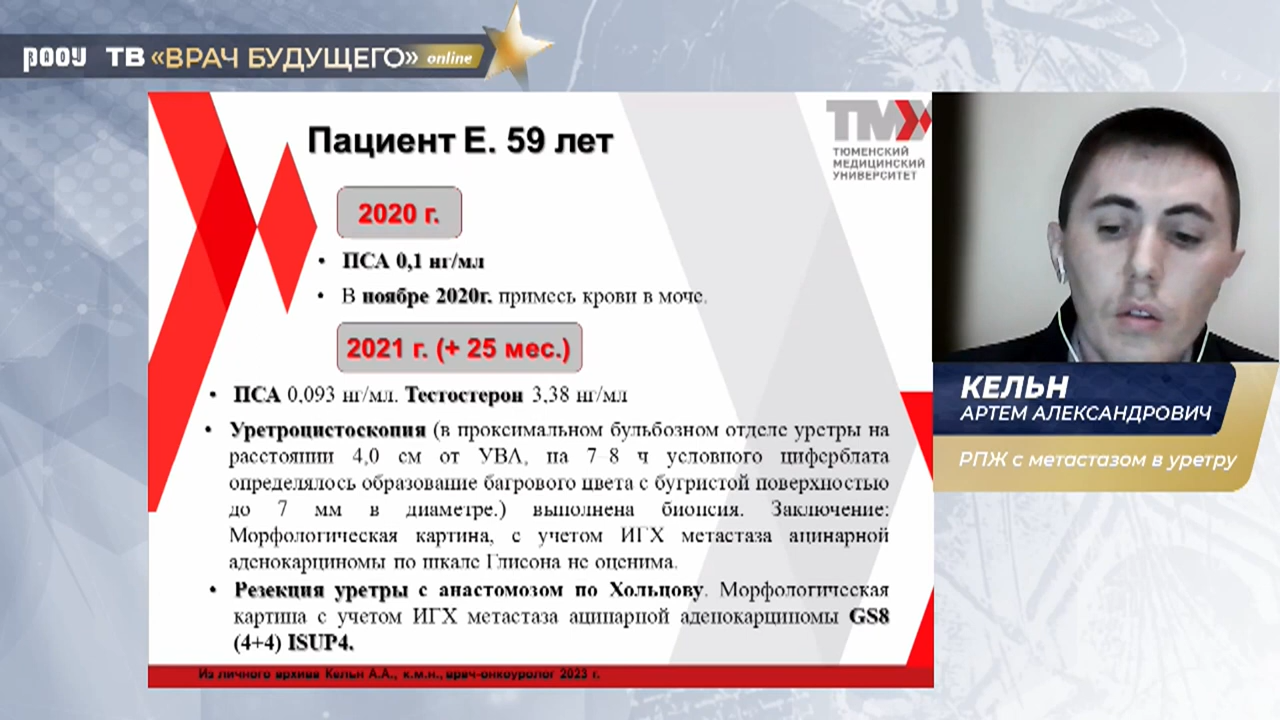 РООУ ТВ «ВРАЧ БУДУЩЕГО» online
Пациент Е. 59 лет
ТМУ
ТЮМЕНСКИЙ
МЕДИЦИНСКИЙ
УНИВЕРСИТЕТ
2020 г.
• ПСА 0,1 нг/мл
• В ноябре 2020г. примесь крови в моче.
2021 г. (+ 25 мес.)
• ПСА 0,093 нг/мл. Тестостерон 3,38 нг/мл
• Уретроцистоскопия (в проксимальном бульбозном отделе уретры на
расстоянии 4,0 см от УВЛ, на 7 8 ч условного циферблата
определялось образование багрового цвета с бугристой поверхностью
до 7 мм в диаметре.) выполнена биопсия. Заключение:
Морфологическая картина, с учетом ИГХ метастаза ацинарной
аденокарциномы по шкале Глисона не оценима.
• Резекция уретры с анастомозом по Хольцову. Морфологическая
картина с учетом ИГХ метастаза ацинарной аденокарциномы GS8
(4+4) ISUP4.
Из личного архива Кельн А.А., к.м.н., врач-онкоуролог 2023 г.
КЕЛЬН
АРТЕМ АЛЕКСАНДРОВИЧ
РПЖ с метастазом в уретру